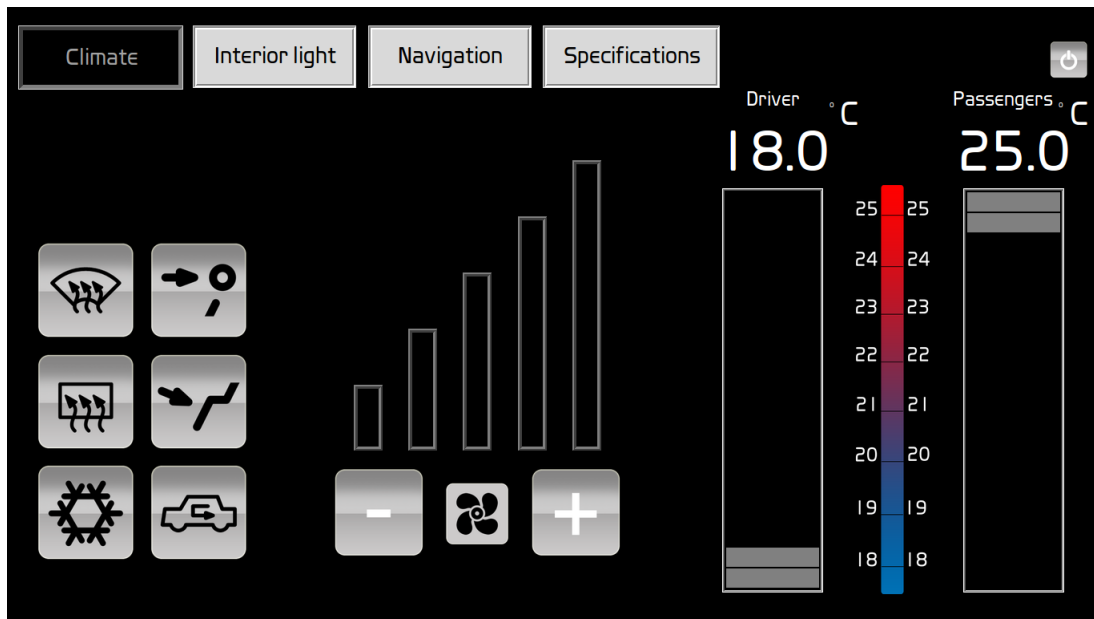 Climate
Interior light
Navigation
Specifications
Driver
°C
18.0
Passengers
°C
25.0
25 25
24 24
23 23
22 22
21 21
20 20
19 19
18 18
- +